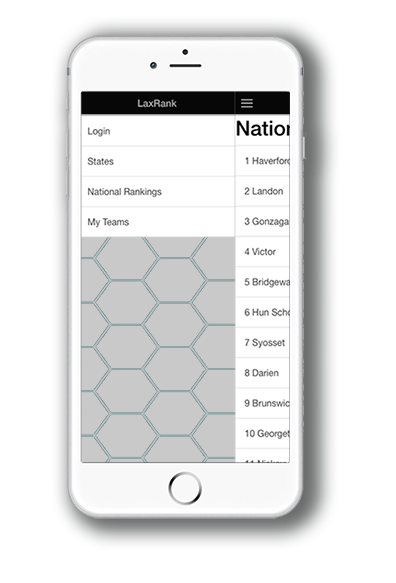 LaxRank
Login
States
National Rankings
My Teams
Nation
1 Haverford
2 Landon
3 Gonzaga
4 Victor
5 Bridgewa
6 Hun Scho
7 Syosset
8 Darien
9 Brunswic
10 Georget